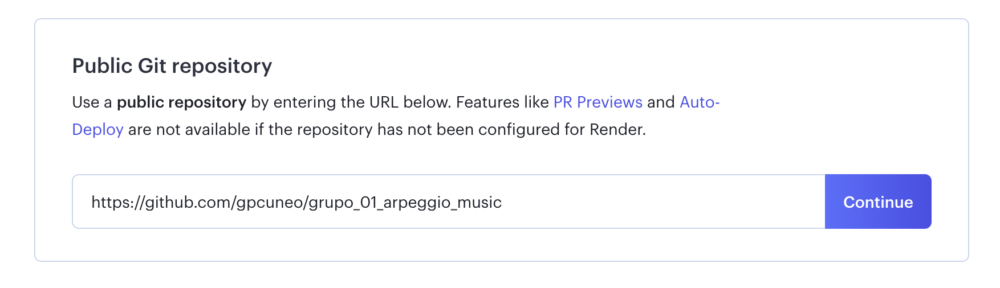 Public Git repository
Use a public repository by entering the URL below. Features like PR Previews and Auto-
Deploy are not available if the repository has not been configured for Render.
https://github.com/gpcuneo/grupo_01_arpeggio_music
Continue